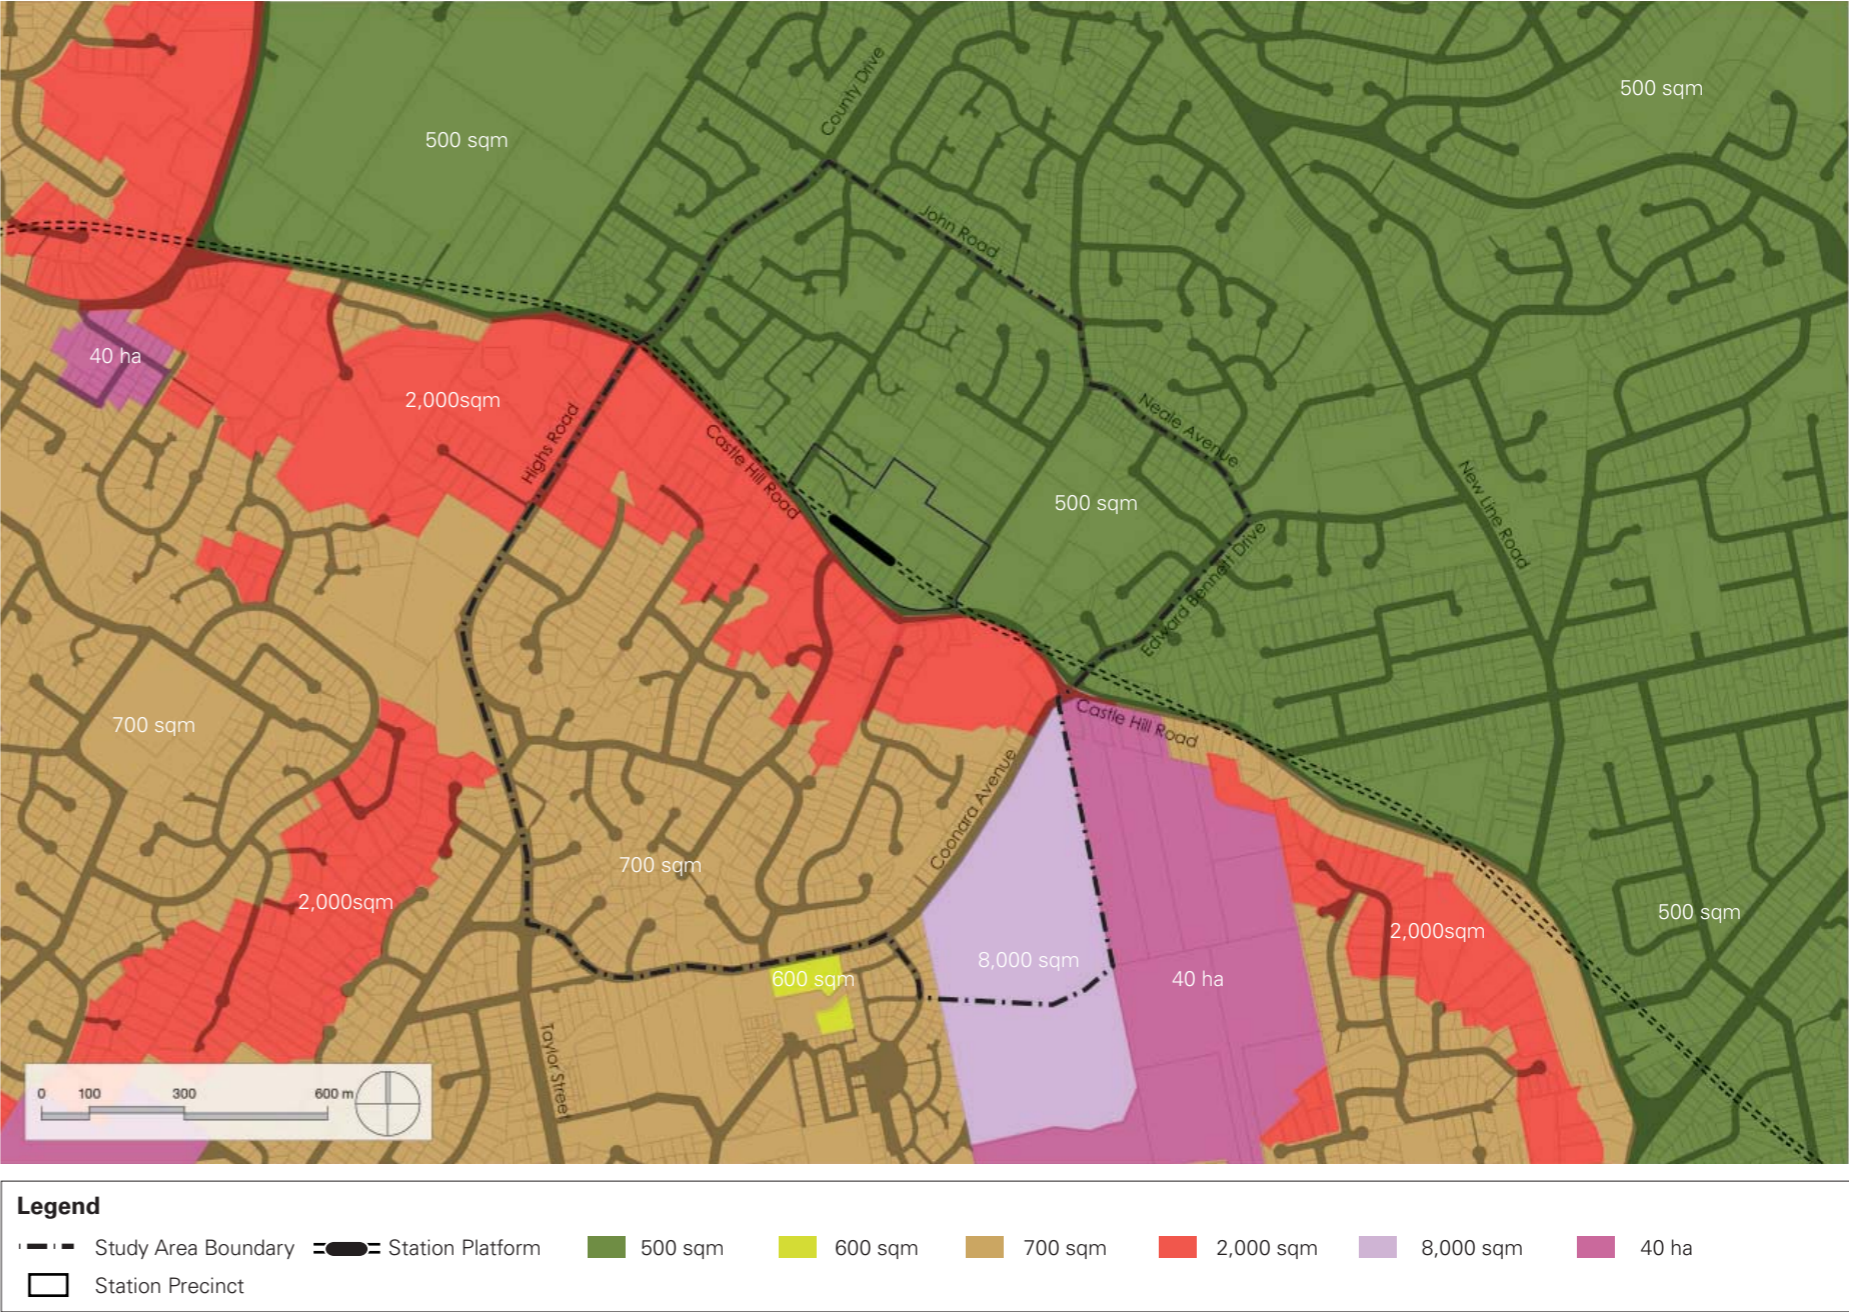 500 sqm
County Drive
500 sqm
John Road
40 ha
2,000sqm
Highs Road
Castle Hill Road
Neale Avenue
500 sqm
New Line Road
Edward Bennett Drive
700 sqm
Castle Hill Road
Coonara Avenue
700 sqm
2,000sqm
500 sqm
2,000sqm
8,000 sqm
40 ha
600 sqm
Taylor Street
0 100 300 600 m
Legend
Study Area Boundary Station Platform 500 sqm 600 sqm 700 sqm 2,000 sqm 8,000 sqm 40 ha
Station Precinct